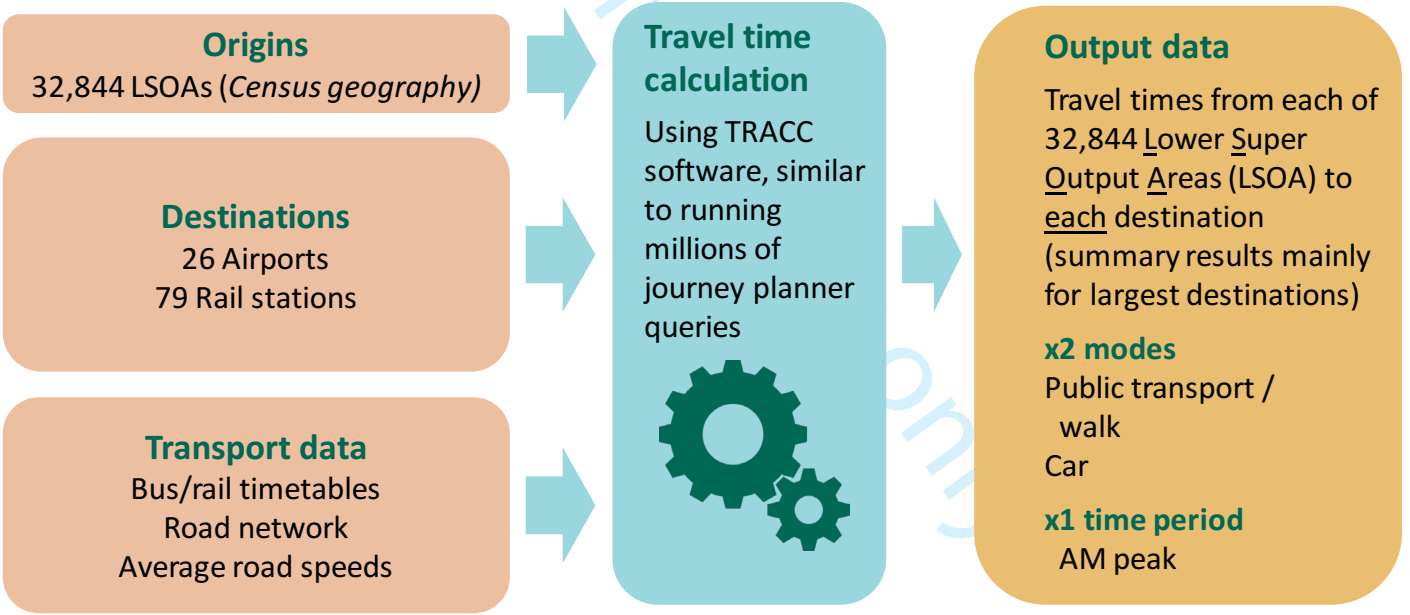 Origins
32,844 LSOAs (Census geography)
Destinations
26 Airports
79 Rail stations
Transport data
Bus/rail timetables
Road network
Average road speeds
Travel time
calculation
Using TRACC
software, similar
to running
millions of
journey planner
queries
Output data
Travel times from each of
32,844 Lower Super
Output Areas (LSOA) to
each destination
(summary results mainly
for largest destinations)
x2 modes
Public transport /
walk
Car
x1 time period
AM peak